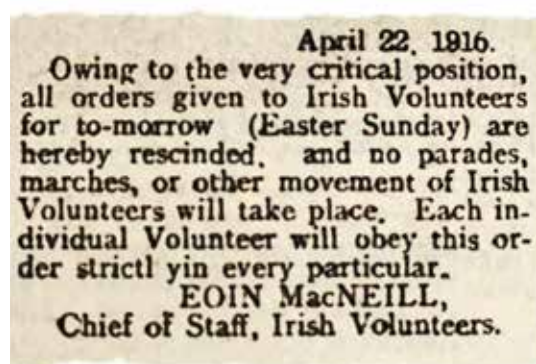 April 22, 1916.
Owing to the very critical position,
all orders given to Irish Volunteers
for to-morrow (Easter Sunday) are
hereby rescinded, and no parades,
marches, or other movement of Irish
Volunteers will take place. Each in-
dividual Volunteer will obey this or-
der strictl yin every particular.
EOIN MacNEILL,
Chief of Staff, Irish Volunteers.